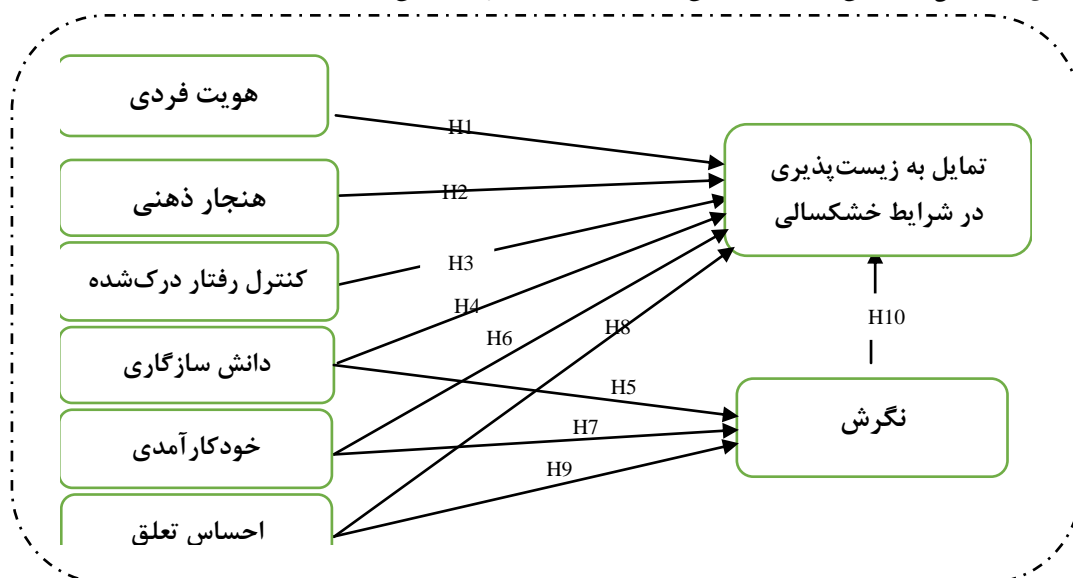 هویت فردی
هنجار ذهنی
کنترل رفتار درک‌شده
دانش سازگاری
خودکارآمدی
احساس تعلق
تمایل به زیست‌پذیری
در شرایط خشکسالی
نگرش
H1
H2
H3
H4
H6
H8
H5
H7
H9
H10